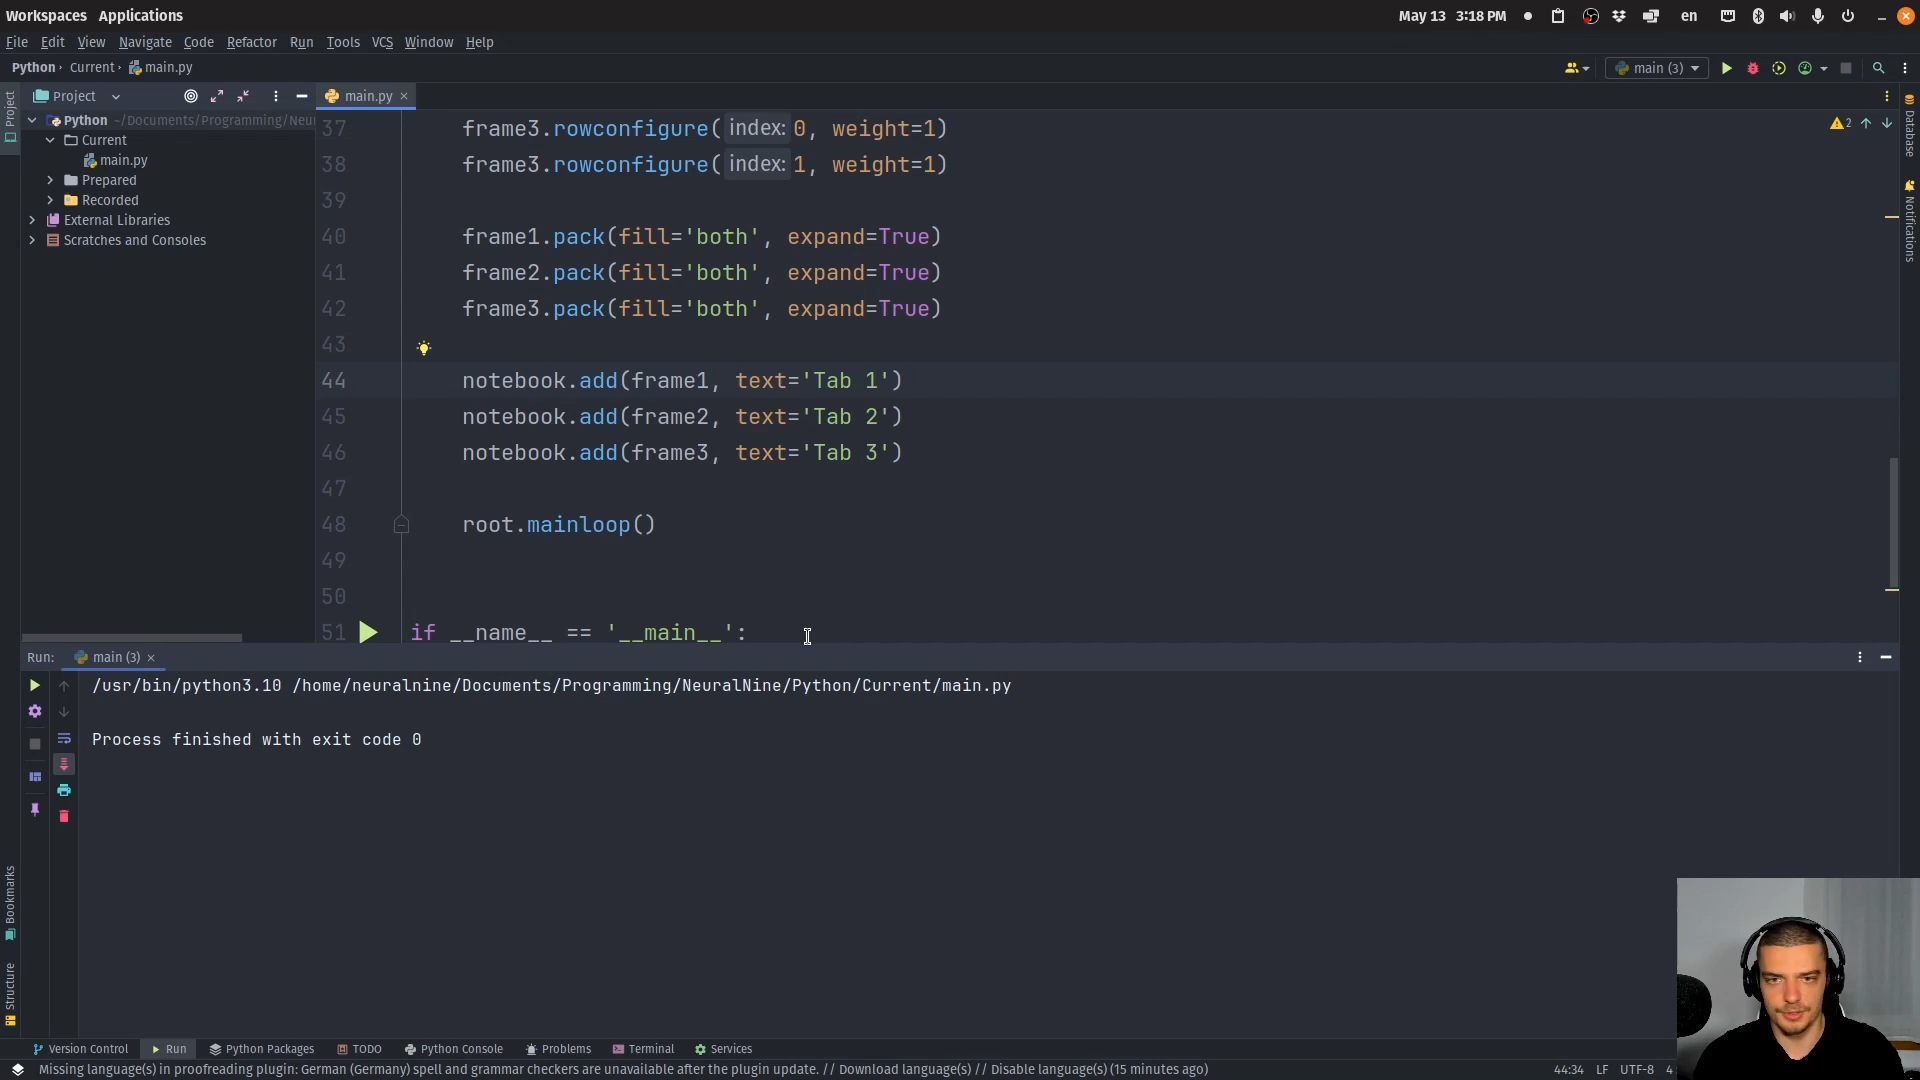 Workspaces Applications May 13 3:18 PM en
File Edit View Navigate Code Refactor Run Tools VCS Window Help
Python Current main.py main (3)
Project main.py
Python ~/Documents/Programming/Neu
Current
main.py
Prepared
Recorded
External Libraries
Scratches and Consoles
Project
37 frame3.rowconfigure( index: 0, weight=1)
38 frame3.rowconfigure( index: 1, weight=1)
39
40 frame1.pack(fill='both', expand=True)
41 frame2.pack(fill='both', expand=True)
42 frame3.pack(fill='both', expand=True)
43
44 notebook.add(frame1, text='Tab 1')
45 notebook.add(frame2, text='Tab 2')
46 notebook.add(frame3, text='Tab 3')
47
48 root.mainloop()
49
50
51 if __name__ == '__main__':
2
Database
Notifications
Run: main (3)
/usr/bin/python3.10 /home/neuralnine/Documents/Programming/NeuralNine/Python/Current/main.py
Process finished with exit code 0
Bookmarks
Structure
Version Control Run Python Packages TODO Python Console Problems Terminal Services
Missing language(s) in proofreading plugin: German (Germany) spell and grammar checkers are unavailable after the plugin update. // Download language(s) // Disable language(s) (15 minutes ago) 44:34 LF UTF-8 4